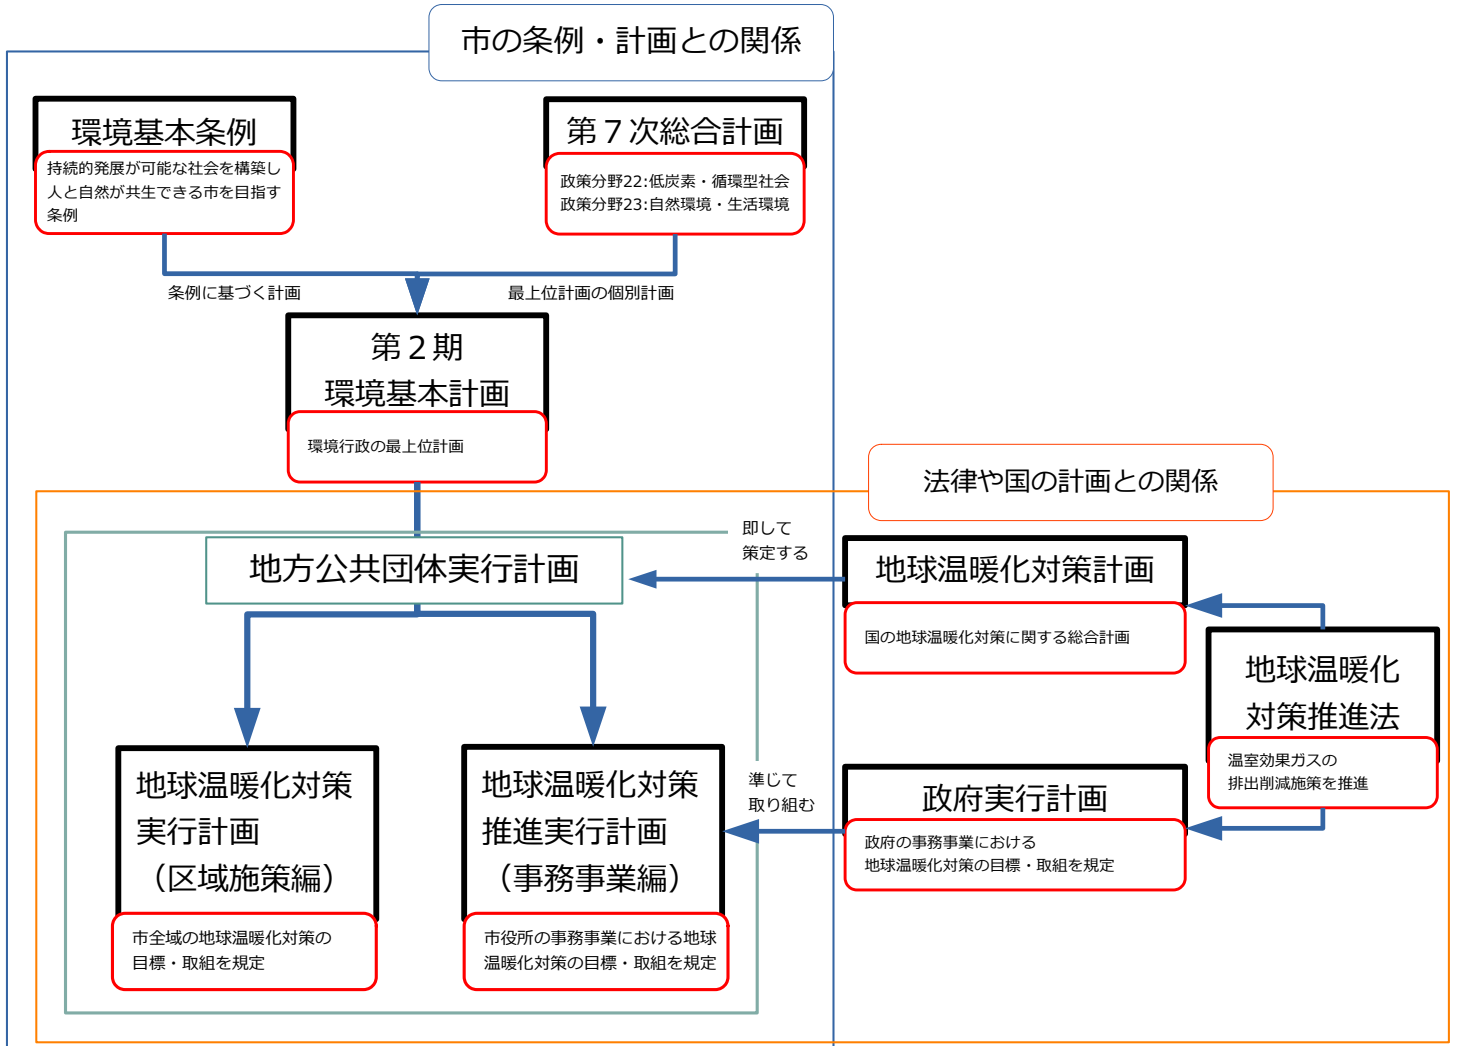 市の条例・計画との関係
環境基本条例
持続的発展が可能な社会を構築し
人と自然が共生できる市を目指す
条例
第７次総合計画
政策分野22:低炭素・循環型社会
政策分野23:自然環境・生活環境
条例に基づく計画
最上位計画の個別計画
第２期
環境基本計画
環境行政の最上位計画
法律や国の計画との関係
即して
策定する
地方公共団体実行計画
地球温暖化対策計画
国の地球温暖化対策に関する総合計画
地球温暖化
対策推進法
温室効果ガスの
排出削減施策を推進
地球温暖化対策
実行計画
（区域施策編）
市全域の地球温暖化対策の
目標・取組を規定
地球温暖化対策
推進実行計画
（事務事業編）
市役所の事務事業における地球
温暖化対策の目標・取組を規定
準じて
取り組む
政府実行計画
政府の事務事業における
地球温暖化対策の目標・取組を規定